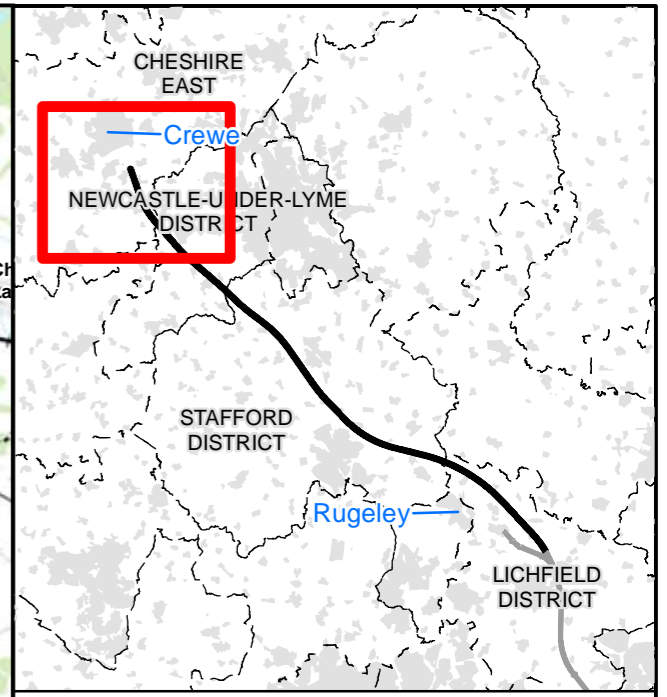 CHESHIRE
EAST
Crewe
NEWCASTLE-UNDER-LYME
DISTRICT
STAFFORD
DISTRICT
Rugeley
LICHFIELD
DISTRICT